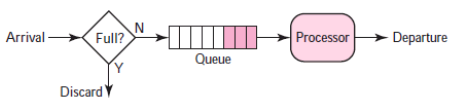 Arrival
Full?
N
Y
Discard
Queue
Processor
Departure